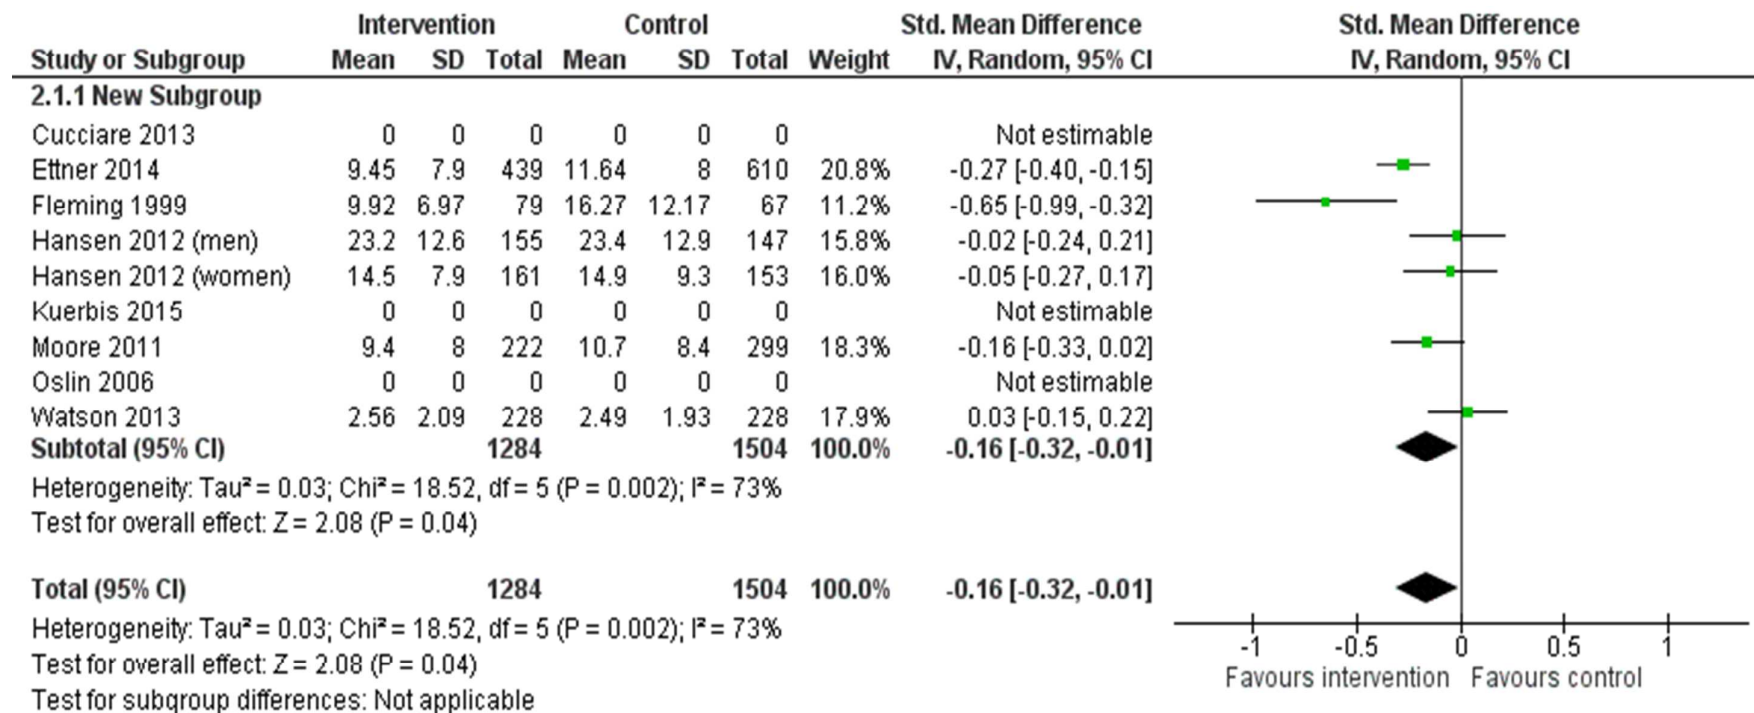 Intervention Control Std. Mean Difference Std. Mean Difference
Study or Subgroup Mean SD Total Mean SD Total Weight IV, Random, 95% CI IV, Random, 95% CI
2.1.1 New Subgroup
Cucciare 2013 0 0 0 0 0 0 Not estimable
Ettner 2014 9.45 7.9 439 11.64 8 610 20.8% -0.27 [-0.40, -0.15]
Fleming 1999 9.92 6.97 79 16.27 12.17 67 11.2% -0.65 [-0.99, -0.32]
Hansen 2012 (men) 23.2 12.6 155 23.4 12.9 147 15.8% -0.02 [-0.24, 0.21]
Hansen 2012 (women) 14.5 7.9 161 14.9 9.3 153 16.0% -0.05 [-0.27, 0.17]
Kuerbis 2015 0 0 0 0 0 0 Not estimable
Moore 2011 9.4 8 222 10.7 8.4 299 18.3% -0.16 [-0.33, 0.02]
Oslin 2006 0 0 0 0 0 0 Not estimable
Watson 2013 2.56 2.09 228 2.49 1.93 228 17.9% 0.03 [-0.15, 0.22]
Subtotal (95% CI) 1284 1504 100.0% -0.16 [-0.32, -0.01]
Heterogeneity: Tau² = 0.03; Chi² = 18.52, df = 5 (P = 0.002); I² = 73%
Test for overall effect: Z = 2.08 (P = 0.04)
Total (95% CI) 1284 1504 100.0% -0.16 [-0.32, -0.01]
Heterogeneity: Tau² = 0.03; Chi² = 18.52, df = 5 (P = 0.002); I² = 73%
Test for overall effect: Z = 2.08 (P = 0.04)
Test for subgroup differences: Not applicable
-1 -0.5 0 0.5 1
Favours intervention Favours control